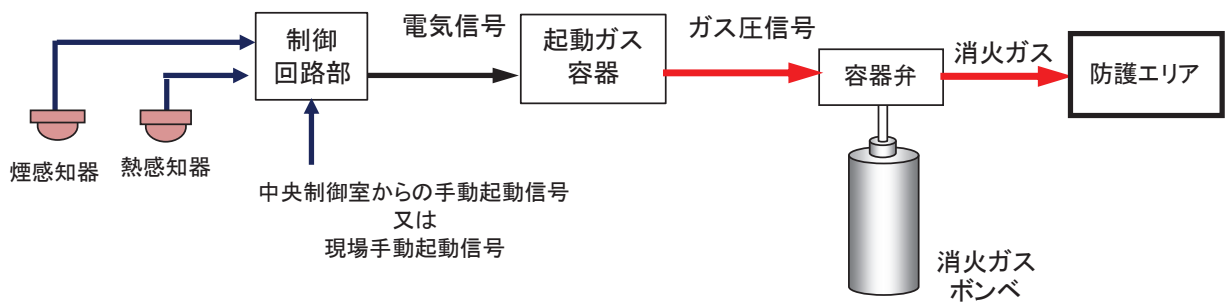 制御
回路部
電気信号
起動ガス
容器
ガス圧信号
容器弁
消火ガス
防護エリア
煙感知器
熱感知器
中央制御室からの手動起動信号
又は
現場手動起動信号
消火ガス
ボンベ